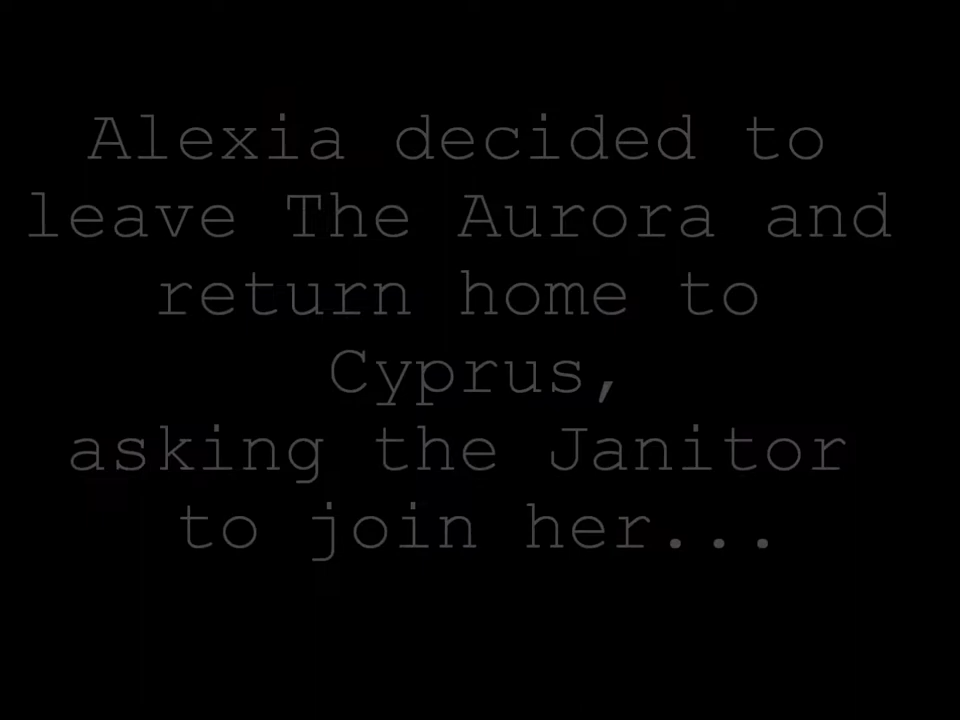 Alexia decided to
leave The Aurora and
return home to
Cyprus,
asking the Janitor
to join her...